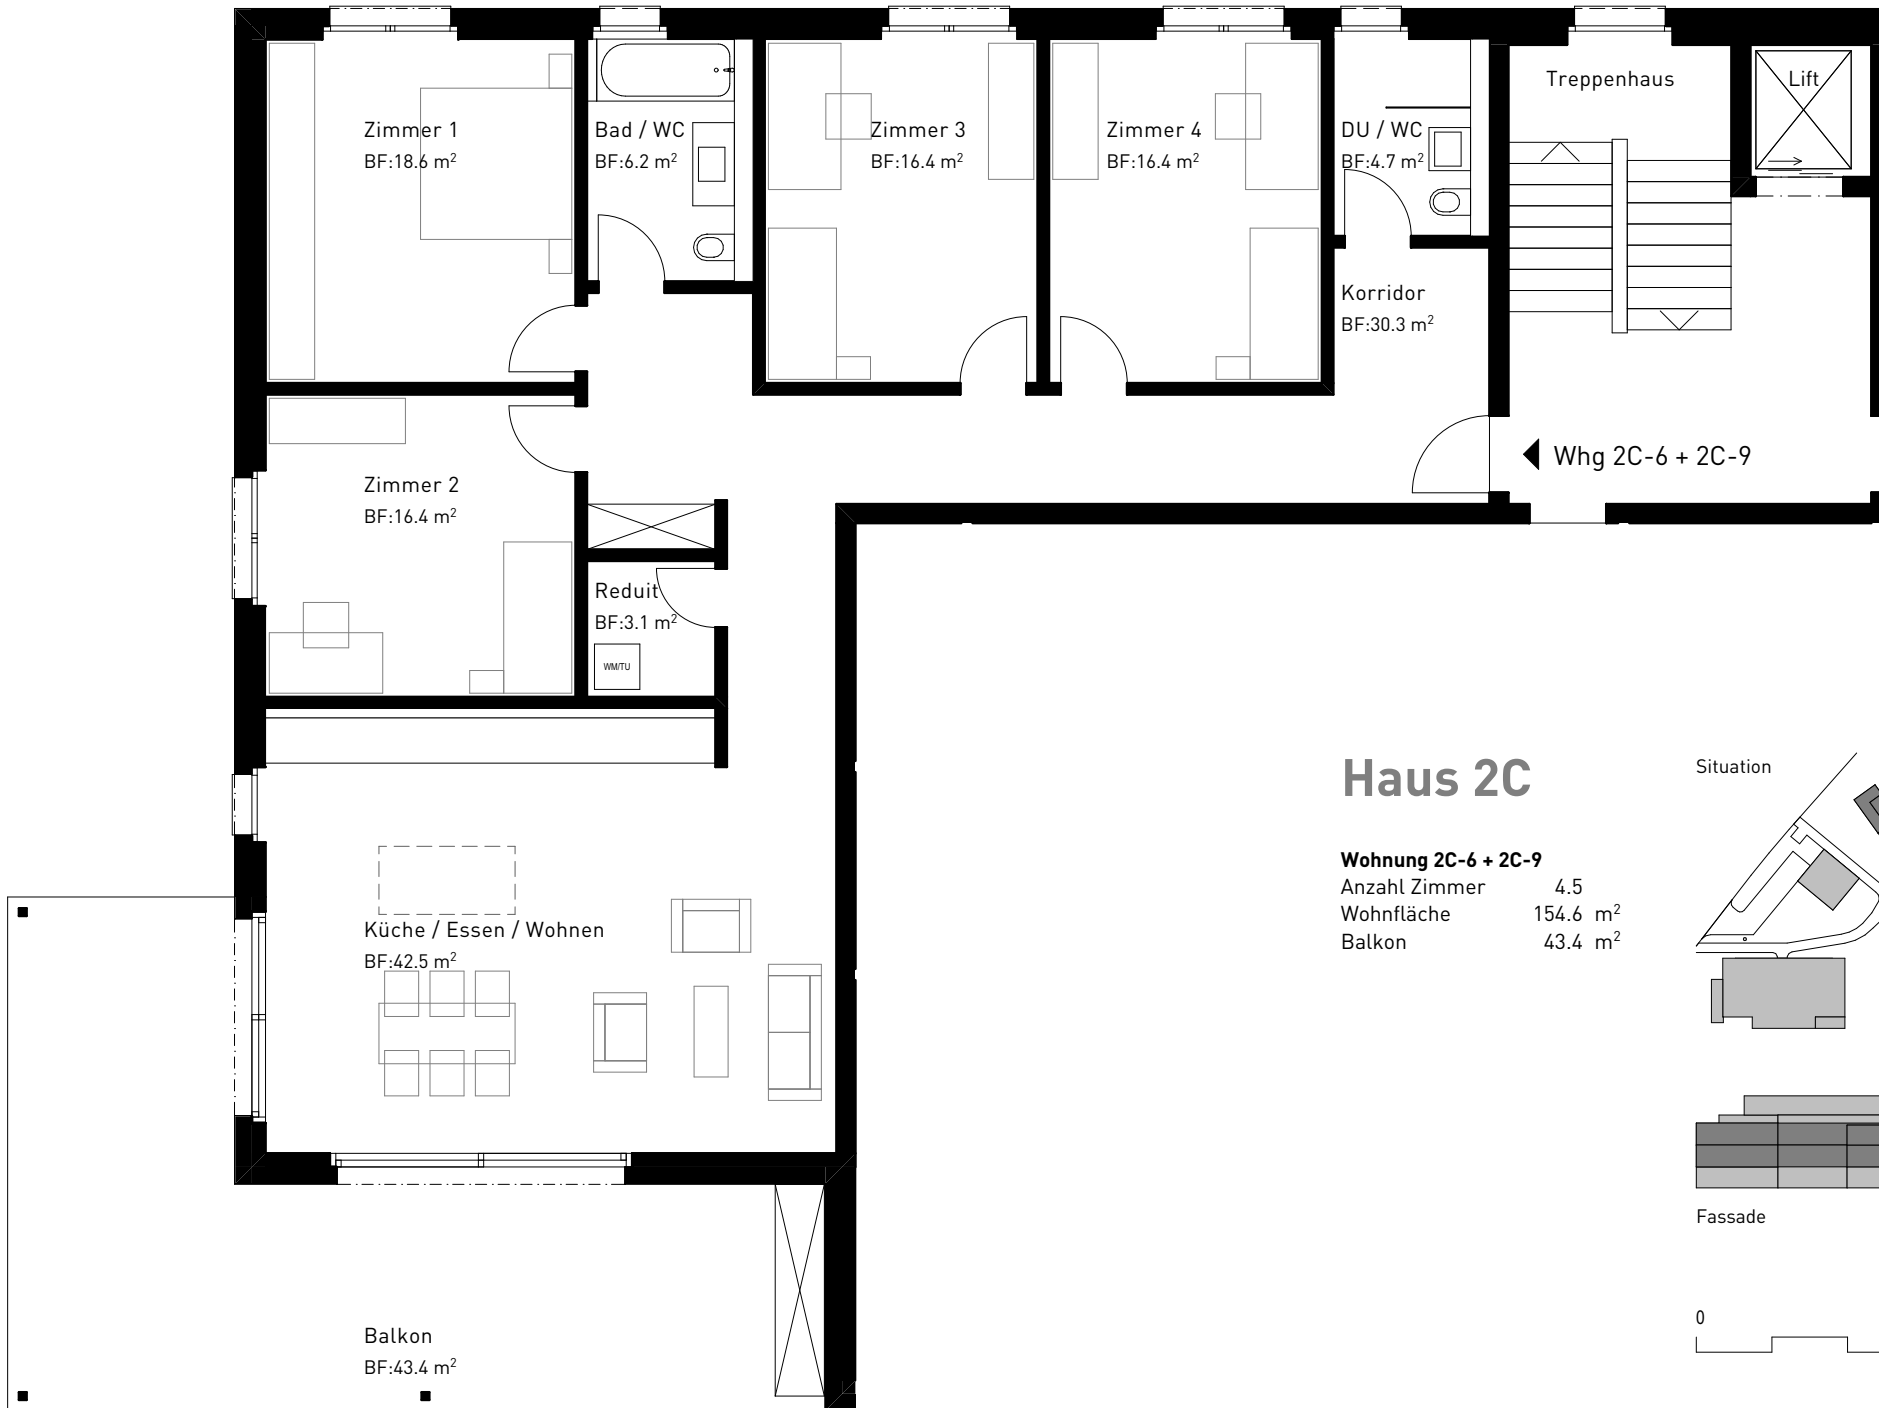 Treppenhaus
Lift
Zimmer 1
BF:18.6 m²
Bad / WC
BF:6.2 m²
Zimmer 3
BF:16.4 m²
Zimmer 4
BF:16.4 m²
DU / WC
BF:4.7 m²
Korridor
BF:30.3 m²
Whg 2C-6 + 2C-9
Zimmer 2
BF:16.4 m²
Reduit
BF:3.1 m²
WM/TU
Haus 2C
Situation
Wohnung 2C-6 + 2C-9
Anzahl Zimmer 4.5
Wohnfläche 154.6 m²
Balkon 43.4 m²
Küche / Essen / Wohnen
BF:42.5 m²
Fassade
0
Balkon
BF:43.4 m²